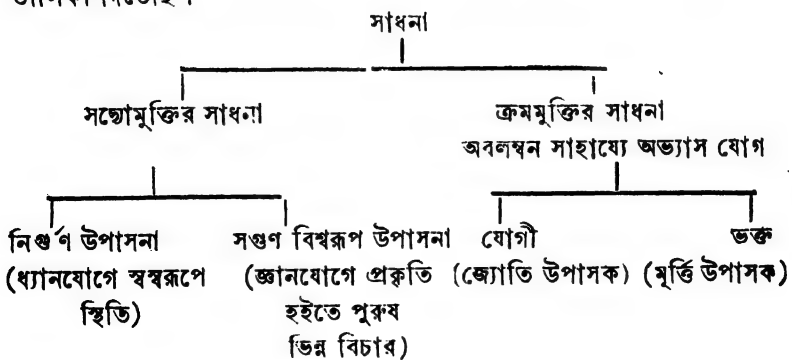 সাধনা
সদ্যোমুক্তির সাধনা ক্রমমুক্তির সাধনা
অবলম্বন সাহায্যে অভ্যাস যোগ
নির্গুণ উপাসনা সগুণ বিশ্বরূপ উপাসনা যোগী ভক্ত
(ধ্যানযোগে স্বস্বরূপে (জ্ঞানযোগে প্রকৃতি (জ্যোতি উপাসক) (মূর্ত্তি উপাসক)
স্থিতি) হইতে পুরুষ
ভিন্ন বিচার)